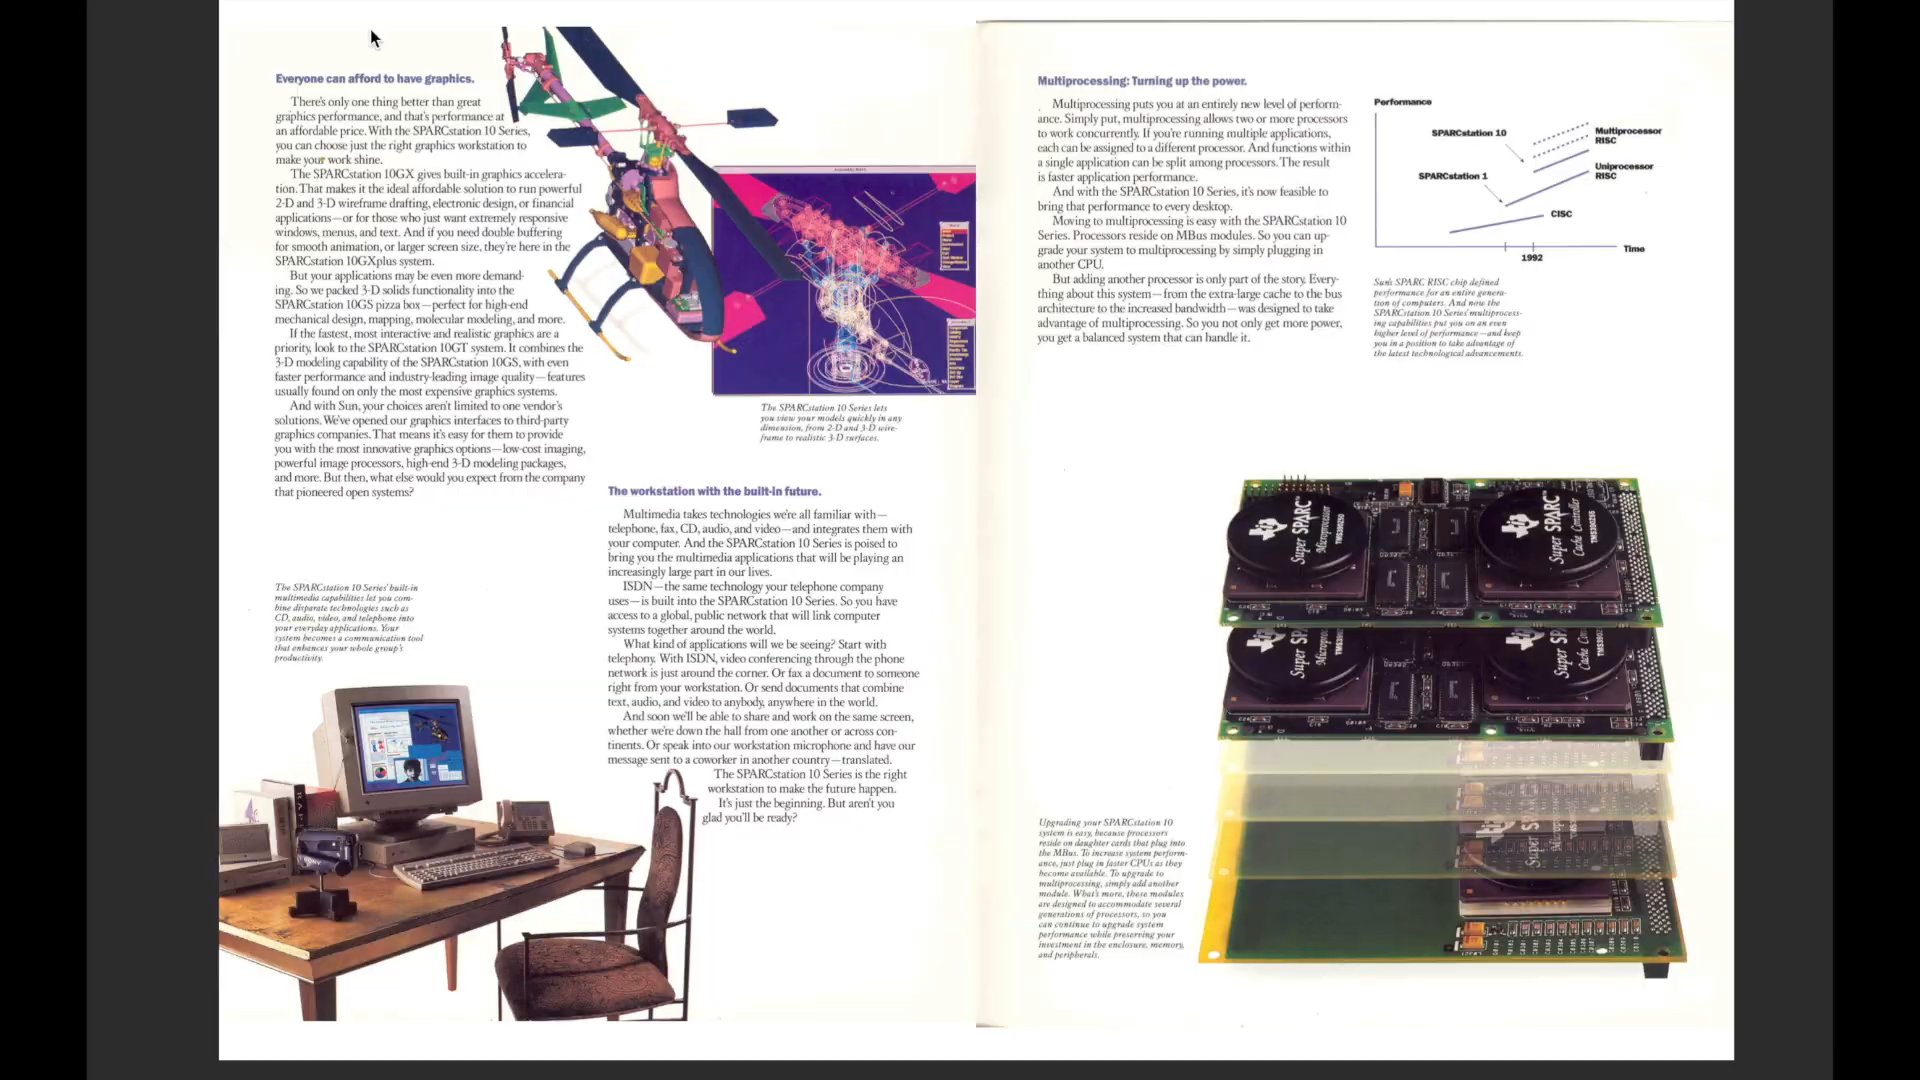 Everyone can afford to have graphics.
There's only one thing better than great
graphics performance, and that's performance at
an affordable price. With the SPARCstation 10 Series,
you can choose just the right graphics workstation to
make your work shine.
The SPARCstation 10GX gives built-in graphics accelera-
tion. That makes it the ideal affordable solution to run powerful
2-D and 3-D wireframe drafting, electronic design, or financial
applications—or for those who just want extremely responsive
windows, menus, and text. And if you need double buffering
for smooth animation, or larger screen size, they're here in the
SPARCstation 10GXplus system.
But your applications may be even more demand-
ing. So we packed 3-D solids functionality into the
SPARCstation 10GS pizza box—perfect for high-end
mechanical design, mapping, molecular modeling, and more.
If the fastest, most interactive and realistic graphics are a
priority, look to the SPARCstation 10GT system. It combines the
3-D modeling capability of the SPARCstation 10GS, with even
faster performance and industry-leading image quality—features
usually found on only the most expensive graphics systems.
And with Sun, your choices aren't limited to one vendor's
solutions. We've opened our graphics interfaces to third-party
graphics companies. That means it's easy for them to provide
you with the most innovative graphics options—low-cost imaging,
powerful image processors, high-end 3-D modeling packages,
and more. But then, what else would you expect from the company
that pioneered open systems?
The SPARCstation 10 Series lets
you view your models quickly in any
dimension, from 2-D and 3-D wire-
frame to realistic 3-D surfaces.
The workstation with the built-in future.
Multimedia takes technologies we're all familiar with—
telephone, fax, CD, audio, and video—and integrates them with
your computer. And the SPARCstation 10 Series is poised to
bring you the multimedia applications that will be playing an
increasingly large part in our lives.
ISDN—the same technology your telephone company
uses—is built into the SPARCstation 10 Series. So you have
access to a global, public network that will link computer
systems together around the world.
What kind of applications will we be seeing? Start with
telephony. With ISDN, video conferencing through the phone
network is just around the corner. Or fax a document to someone
right from your workstation. Or send documents that combine
text, audio, and video to anybody, anywhere in the world.
And soon we'll be able to share and work on the same screen,
whether we're down the hall from one another or across con-
tinents. Or speak into our workstation microphone and have our
message sent to a coworker in another country—translated.
The SPARCstation 10 Series is the right
workstation to make the future happen.
It's just the beginning. But aren't you
glad you'll be ready?
The SPARCstation 10 Series' built-in
multimedia capabilities let you com-
bine disparate technologies such as
CD, audio, video, and telephone into
your everyday applications. Your
system becomes a communication tool
that enhances your whole group's
productivity.
SONY
Multiprocessing: Turning up the power.
Multiprocessing puts you at an entirely new level of perform-
ance. Simply put, multiprocessing allows two or more processors
to work concurrently. If you're running multiple applications,
each can be assigned to a different processor. And functions within
a single application can be split among processors. The result
is faster application performance.
And with the SPARCstation 10 Series, it's now feasible to
bring that performance to every desktop.
Moving to multiprocessing is easy with the SPARCstation 10
Series. Processors reside on MBus modules. So you can up-
grade your system to multiprocessing by simply plugging in
another CPU.
But adding another processor is only part of the story. Every-
thing about this system—from the extra-large cache to the bus
architecture to the increased bandwidth—was designed to take
advantage of multiprocessing. So you not only get more power,
you get a balanced system that can handle it.
Performance
SPARCstation 10
Multiprocessor
RISC
Uniprocessor
RISC
SPARCstation 1
CISC
Time
1992
Sun's SPARC RISC chip defined
performance for an entire genera-
tion of computers. And now the
SPARCstation 10 Series' multiprocess-
ing capabilities put you on an even
higher level of performance—and keep
you in a position to take advantage of
the latest technological advancements.
Super SPARC™
Microprocessor
TMS390Z50
Super SPARC™
Cache Controller
TMS390Z55
Super SP
Super SP
Upgrading your SPARCstation 10
system is easy, because processors
reside on daughter cards that plug into
the MBus. To increase system perform-
ance, just plug in faster CPUs as they
become available. To upgrade to
multiprocessing, simply add another
module. What's more, these modules
are designed to accommodate several
generations of processors, so you
can continue to upgrade system
performance while preserving your
investment in the enclosure, memory,
and peripherals.